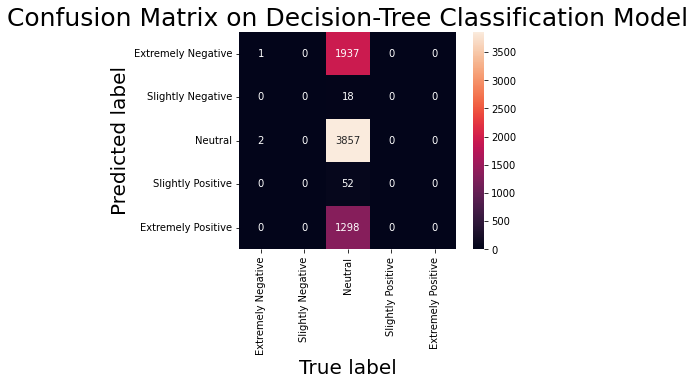 Confusion Matrix on Decision-Tree Classification Model
Predicted label
Extremely Negative 1 0 1937 0 0
Slightly Negative 0 0 18 0 0
Neutral 2 0 3857 0 0
Slightly Positive 0 0 52 0 0
Extremely Positive 0 0 1298 0 0
Extremely Negative
Slightly Negative
Neutral
Slightly Positive
Extremely Positive
True label
3500
3000
2500
2000
1500
1000
500
0